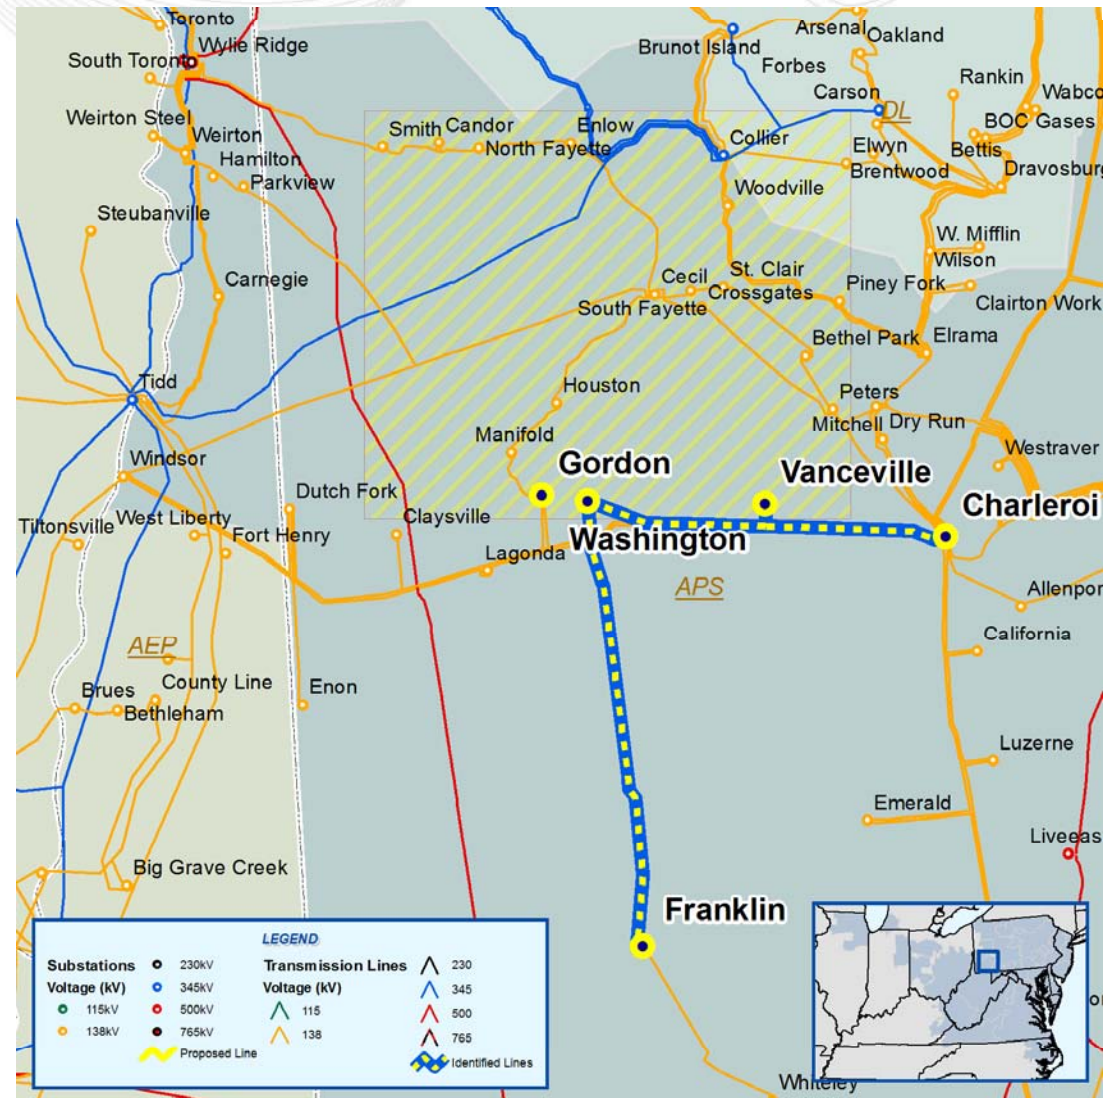 Toronto
Wylie Ridge
South Toronto
Weirton Steel
Weirton
Hamilton
Parkview
Steubanville
Carnegie
Tidd
Windsor
Tiltonsville
West Liberty
Fort Henry
Dutch Fork
Claysville
Lagonda
AEP
Brues
County Line
Bethleham
Enon
Big Grave Creek
Smith
Candor
Enlow
North Fayette
Brunot Island
Arsenal
Oakland
Forbes
Carson
DL
Rankin
Wabco
BOC Gases
Collier
Elwyn
Bettis
Brentwood
Dravosburg
Woodville
W. Mifflin
Wilson
Cecil
St. Clair
Crossgates
South Fayette
Piney Fork
Clairton Work
Bethel Park
Elrama
Houston
Peters
Mitchell
Dry Run
Manifold
Westraver
Gordon
Vanceville
Charleroi
Washington
APS
Allenpor
California
Luzerne
Emerald
Liveeas
Franklin
Whiteley
LEGEND
Substations
Voltage (kV)
115kV
138kV
230kV
345kV
500kV
765kV
Proposed Line
Transmission Lines
Voltage (kV)
115
138
230
345
500
765
Identified Lines